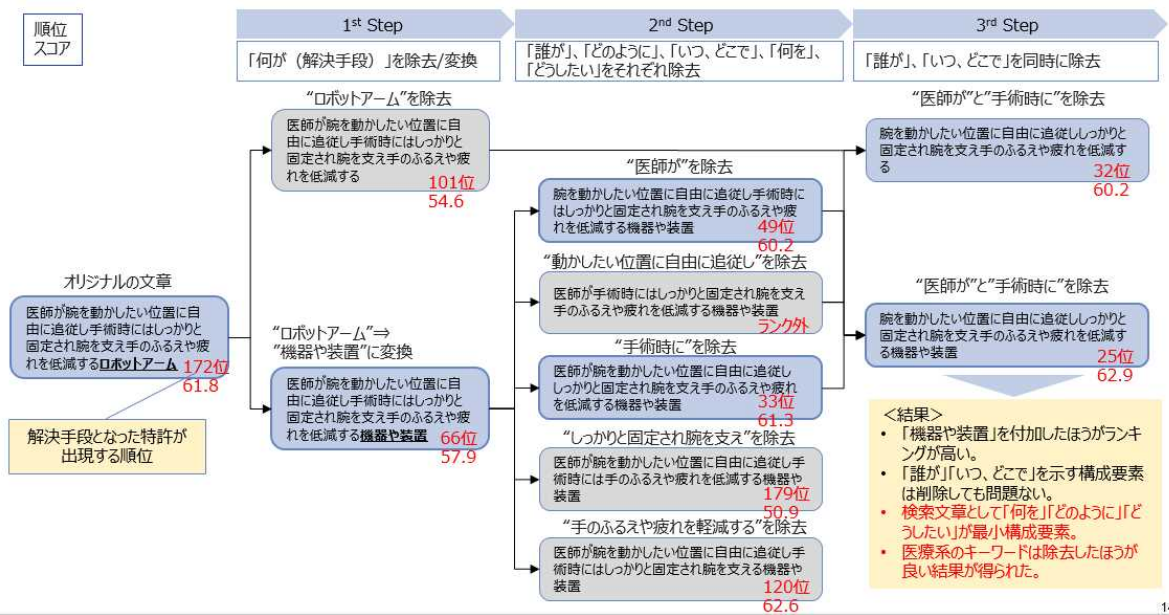 順位
スコア
1st Step
2nd Step
3rd Step
「何が（解決手段）」を除去/変換
「誰が」、「どのように」、「いつ、どこで」、「何を」、
「どうしたい」をそれぞれ除去
「誰が」、「いつ、どこで」を同時に除去
オリジナルの文章
医師が腕を動かしたい位置に自
由に追従し手術時にはしっかりと
固定され腕を支え手のふるえや疲
れを低減するロボットアーム 172位
61.8
解決手段となった特許が
出現する順位
“ロボットアーム”を除去
医師が腕を動かしたい位置に自
由に追従し手術時にはしっかりと
固定され腕を支え手のふるえや疲
れを低減する
101位
54.6
“ロボットアーム”⇒
”機器や装置”に変換
医師が腕を動かしたい位置に自
由に追従し手術時にはしっかりと
固定され腕を支え手のふるえや疲
れを低減する機器や装置 66位
57.9
“医師が”を除去
腕を動かしたい位置に自由に追従し手術時に
はしっかりと固定され腕を支え手のふるえや疲
れを低減する機器や装置 49位
60.2
“動かしたい位置に自由に追従し”を除去
医師が手術時にはしっかりと固定され腕を支え
手のふるえや疲れを低減する機器や装置
ランク外
“手術時に”を除去
医師が腕を動かしたい位置に自由に追従し
しっかりと固定され腕を支え手のふるえや疲れ
を低減する機器や装置 33位
61.3
“しっかりと固定され腕を支え”を除去
医師が腕を動かしたい位置に自由に追従し手
術時には手のふるえや疲れを低減する機器や
装置 179位
50.9
“手のふるえや疲れを軽減する”を除去
医師が腕を動かしたい位置に自由に追従し手
術時にはしっかりと固定され腕を支える機器や
装置 120位
62.6
“医師が”と”手術時に”を除去
腕を動かしたい位置に自由に追従ししっかりと
固定され腕を支え手のふるえや疲れを低減す
る 32位
60.2
“医師が”と”手術時に”を除去
腕を動かしたい位置に自由に追従ししっかりと
固定され腕を支え手のふるえや疲れを低減す
る機器や装置 25位
62.9
＜結果＞
• 「機器や装置」を付加したほうがランキ
ングが高い。
• 「誰が」「いつ、どこで」を示す構成要素
は削除しても問題ない。
• 検索文章として「何を」「どのように」「ど
うしたい」が最小構成要素。
• 医療系のキーワードは除去したほうが
良い結果が得られた。